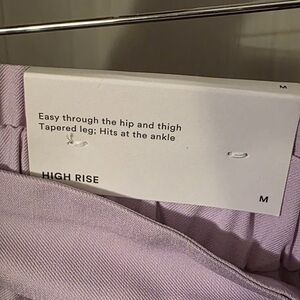 M
Easy through the hip and thigh
Tapered leg; Hits at the ankle
HIGH RISE
M